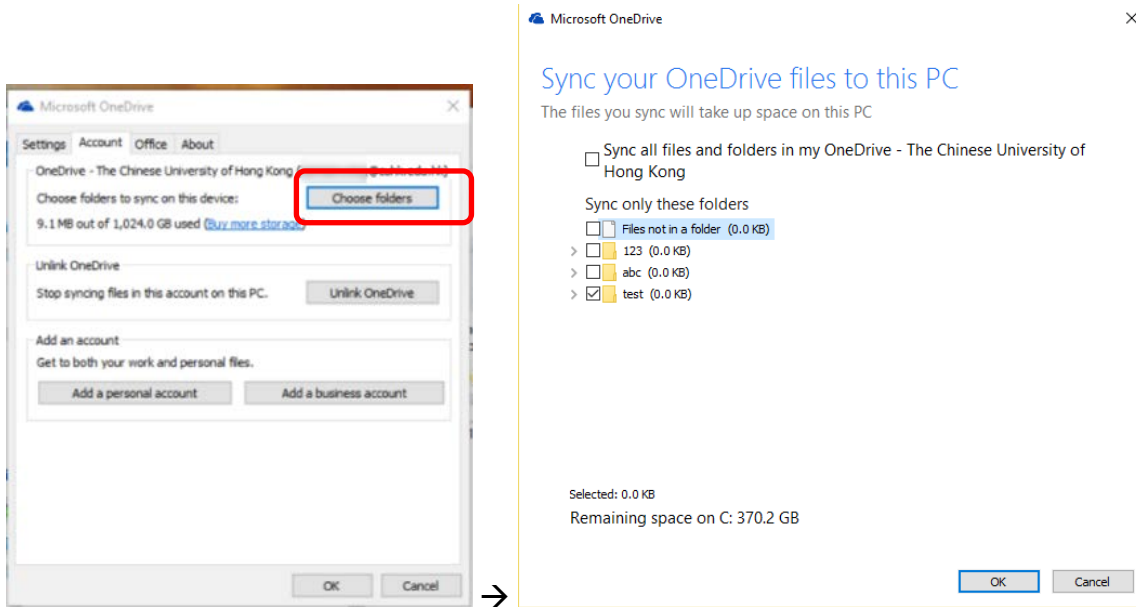 Microsoft OneDrive
Settings Account Office About
OneDrive - The Chinese University of Hong Kong (
Choose folders to sync on this device:
Choose folders
9.1 MB out of 1,024.0 GB used (Buy more storage)
Unlink OneDrive
Stop syncing files in this account on this PC.
Unlink OneDrive
Add an account
Get to both your work and personal files.
Add a personal account
Add a business account
OK
Cancel
→
Microsoft OneDrive
Sync your OneDrive files to this PC
The files you sync will take up space on this PC
Sync all files and folders in my OneDrive - The Chinese University of
Hong Kong
Sync only these folders
Files not in a folder (0.0 KB)
123 (0.0 KB)
abc (0.0 KB)
test (0.0 KB)
Selected: 0.0 KB
Remaining space on C: 370.2 GB
OK
Cancel